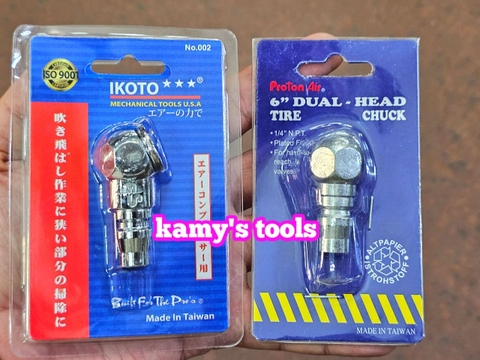 No.002
ISO 9001
IKOTO ★★★®
MECHANICAL TOOLS U.S.A
エアーの力で
吹き飛ばし作業に狭い部分の掃除に
エアーコンプレッサー用
Built For The Pro's ®
Made In Taiwan
ProTon Air®
6" DUAL - HEAD
TIRE CHUCK
• 1/4" N.P.T.
• Plated
• For
reach
valves
ALTPAPIER
STROHSTOFF
MADE IN TAIWAN
kamy's tools